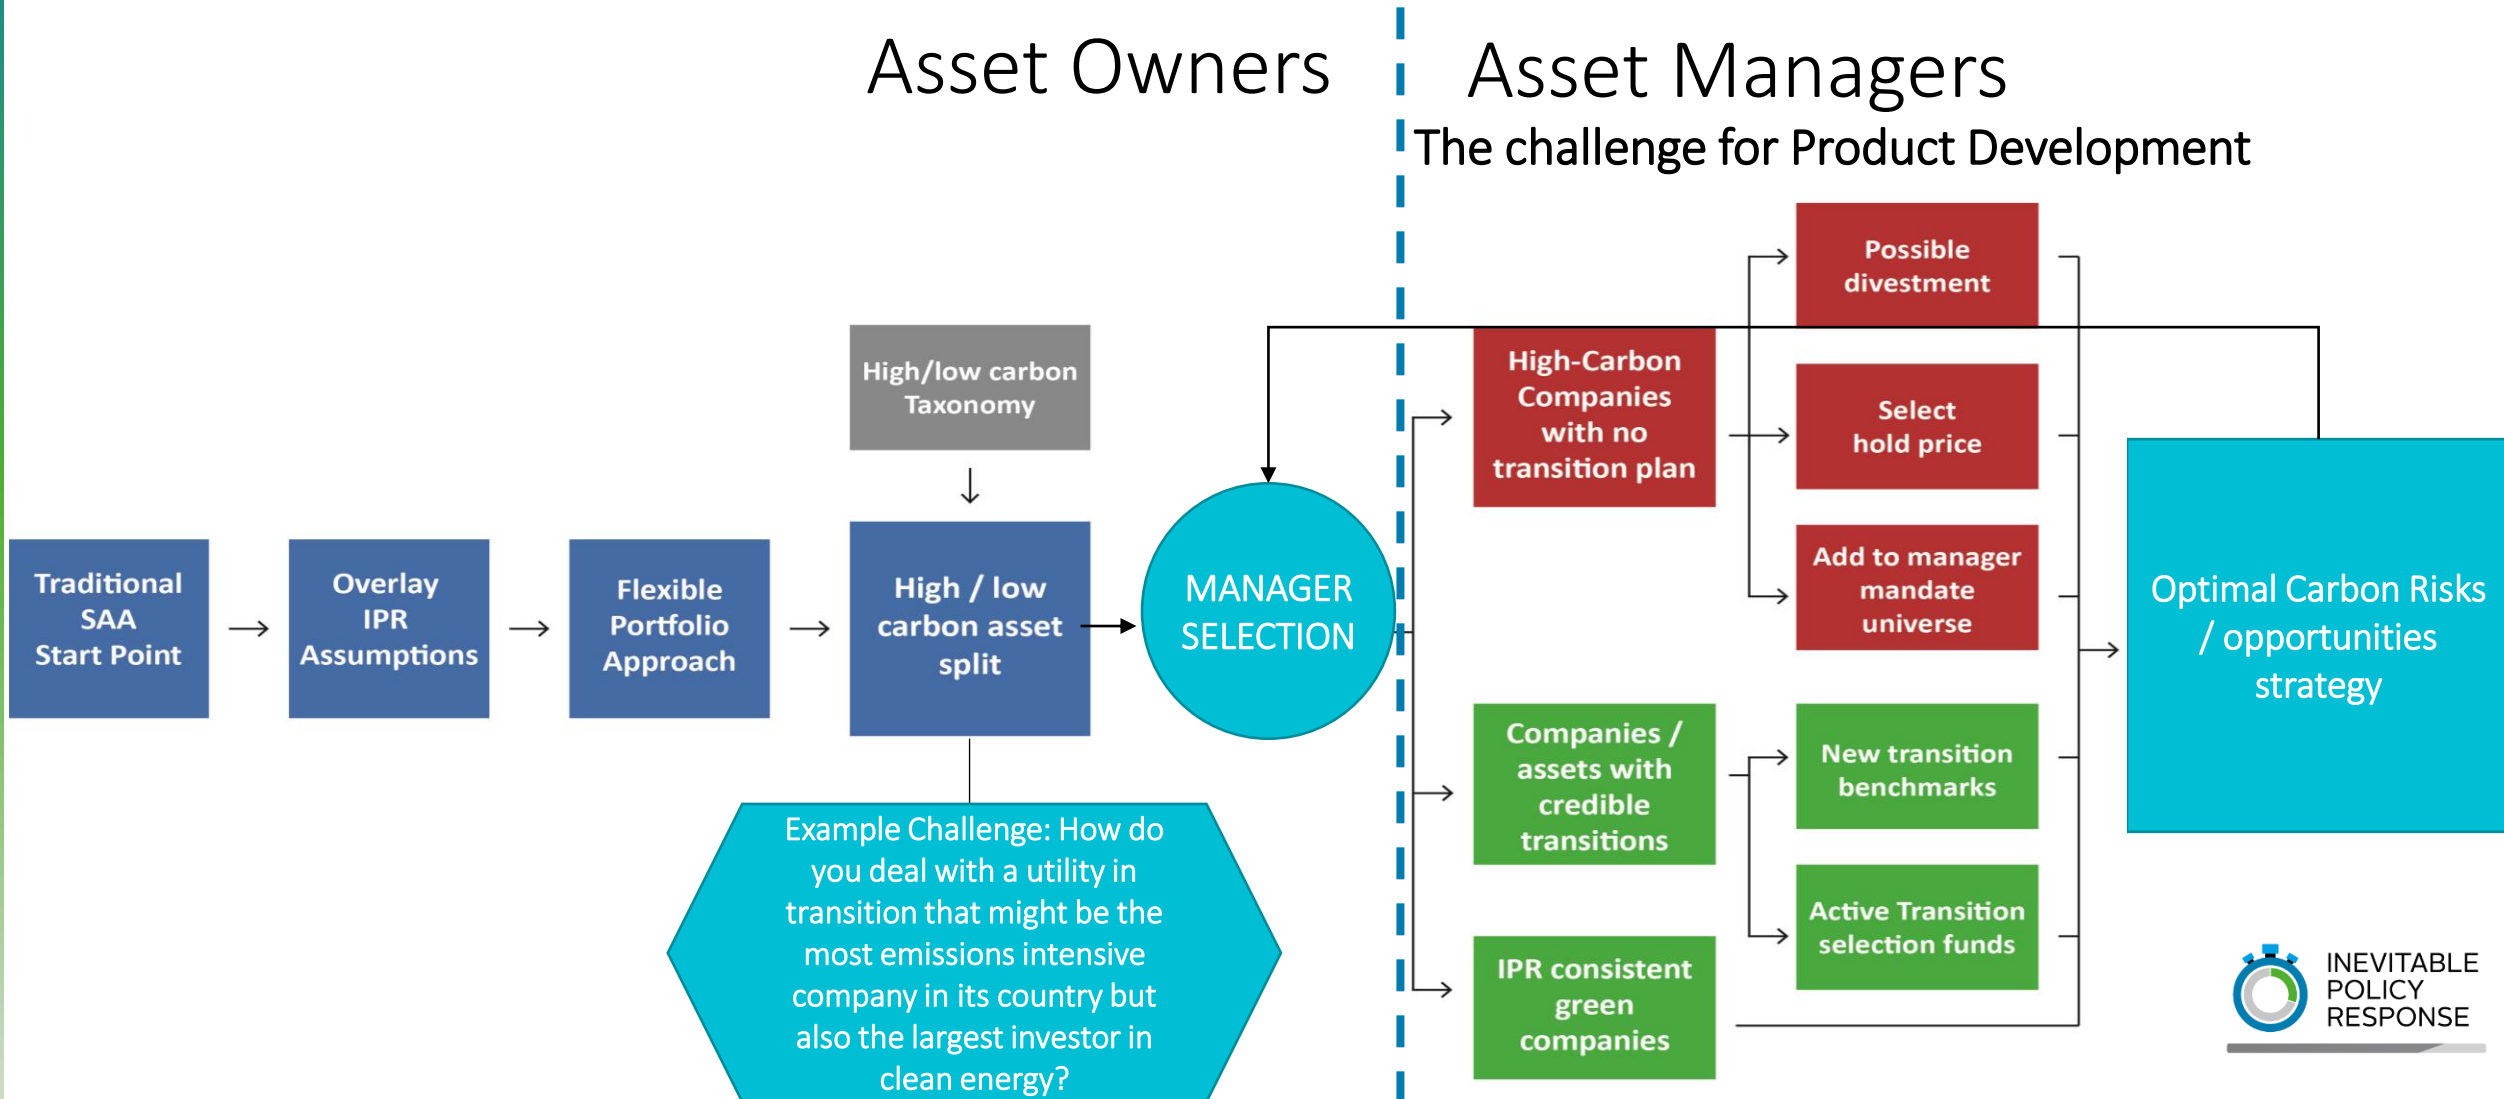 Asset Owners
Asset Managers
The challenge for Product Development
Traditional
SAA
Start Point
Overlay
IPR
Assumptions
Flexible
Portfolio
Approach
High/low carbon
Taxonomy
High / low
carbon asset
split
Example Challenge: How do
you deal with a utility in
transition that might be the
most emissions intensive
company in its country but
also the largest investor in
clean energy?
MANAGER
SELECTION
High-Carbon
Companies
with no
transition plan
Possible
divestment
Select
hold price
Add to manager
mandate
universe
Companies /
assets with
credible
transitions
New transition
benchmarks
Active Transition
selection funds
IPR consistent
green
companies
Optimal Carbon Risks
/ opportunities
strategy
INEVITABLE
POLICY
RESPONSE